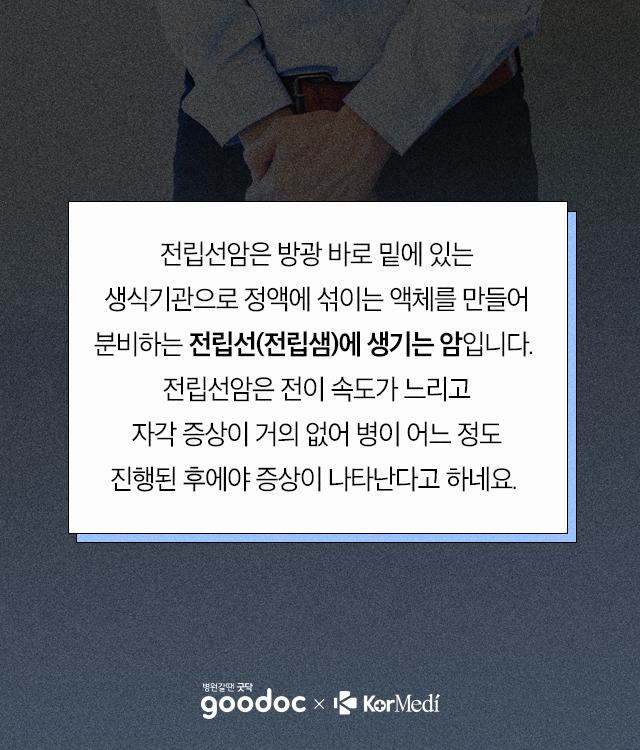 전립선암은 방광 바로 밑에 있는
생식기관으로 정액에 섞이는 액체를 만들어
분비하는 전립선(전립샘)에 생기는 암입니다.
전립선암은 전이 속도가 느리고
자각 증상이 거의 없어 병이 어느 정도
진행된 후에야 증상이 나타난다고 하네요.
병원갈땐 굿닥
goodoc × KorMedi